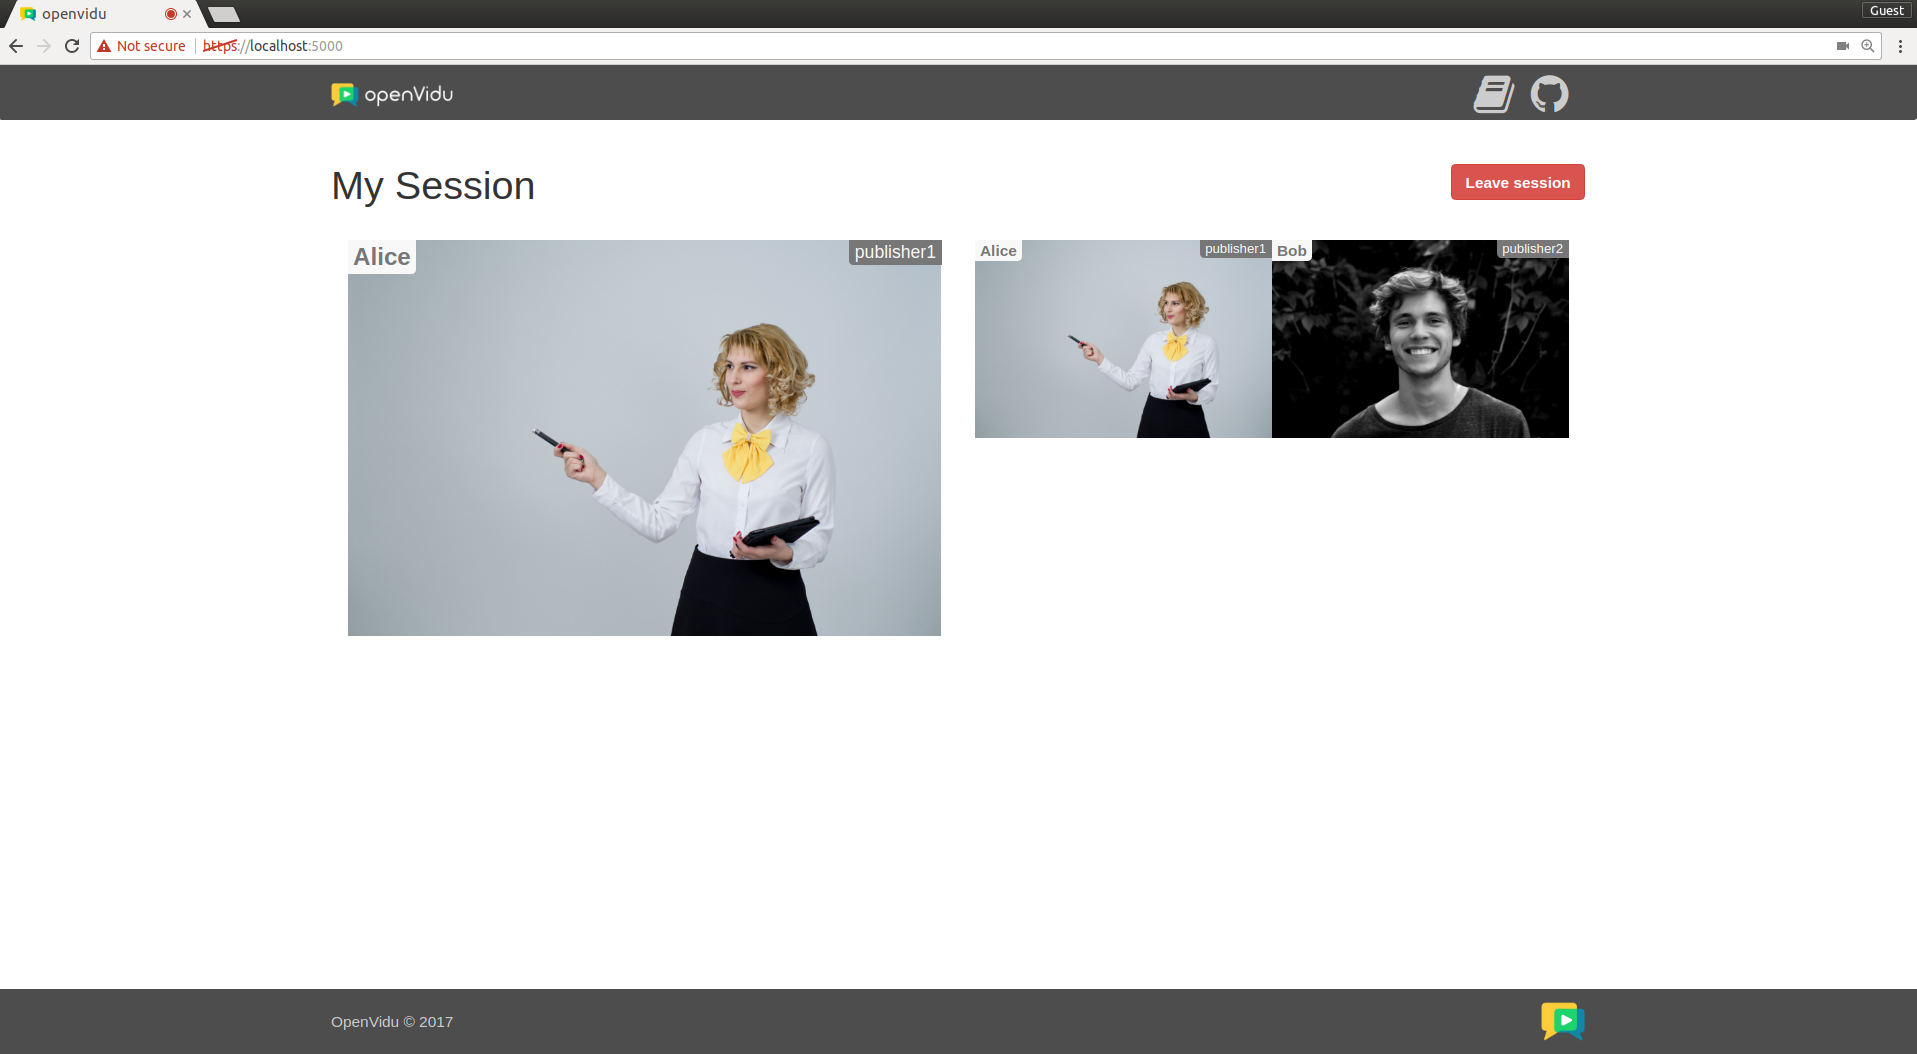 openvidu
Guest
Not secure https://localhost:5000
openVidu
My Session
Leave session
Alice
publisher1
Alice
publisher1
Bob
publisher2
OpenVidu © 2017